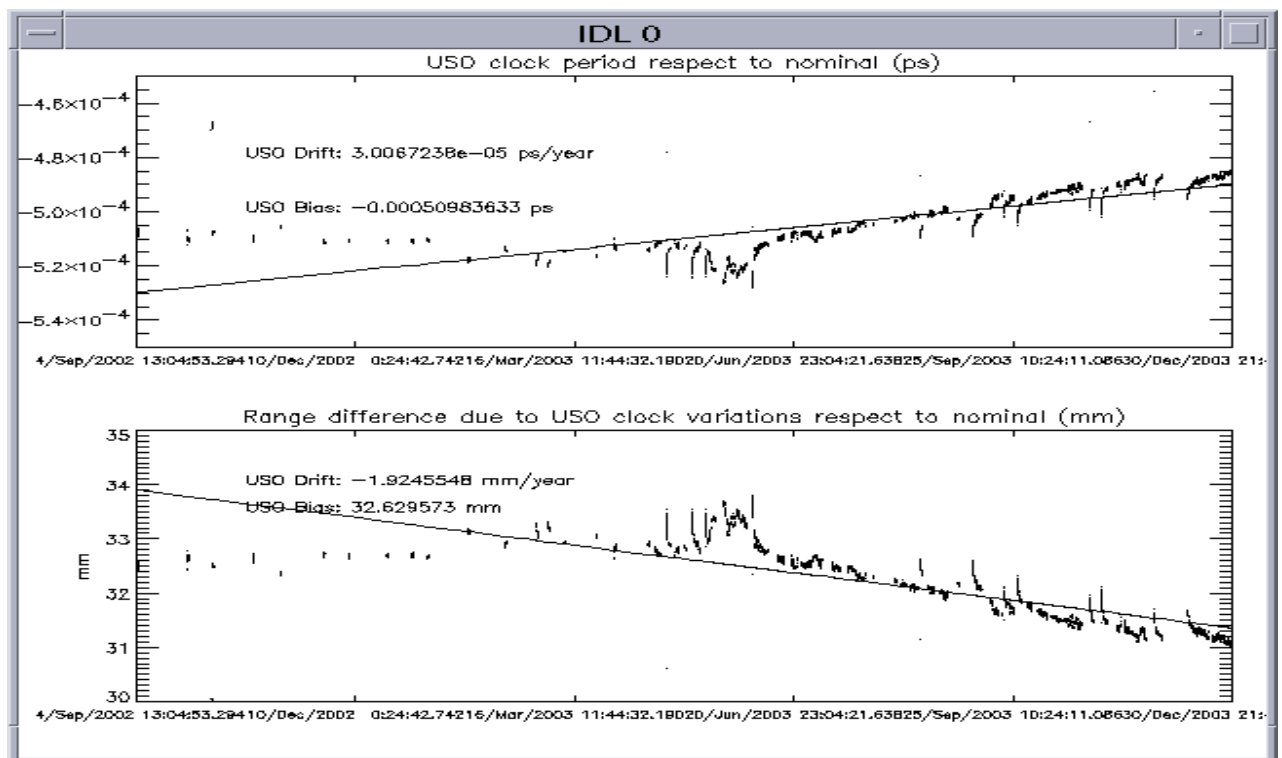 IDL 0
USO clock period respect to nominal (ps)
−4.6×10−4
−4.8×10−4
−5.0×10−4
−5.2×10−4
−5.4×10−4
USO Drift: 3.0067238e−05 ps/year
USO Bias: −0.00050983633 ps
4/Sep/2002 13:04:53.29410/Dec/2002 0:24:42.74216/Mar/2003 11:44:32.19020/Jun/2003 23:04:21.63825/Sep/2003 10:24:11.08630/Dec/2003 21:
Range difference due to USO clock variations respect to nominal (mm)
35
34
33
32
31
30
mm
USO Drift: −1.9245548 mm/year
USO Bias: 32.629573 mm
4/Sep/2002 13:04:53.29410/Dec/2002 0:24:42.74216/Mar/2003 11:44:32.19020/Jun/2003 23:04:21.63825/Sep/2003 10:24:11.08630/Dec/2003 21: